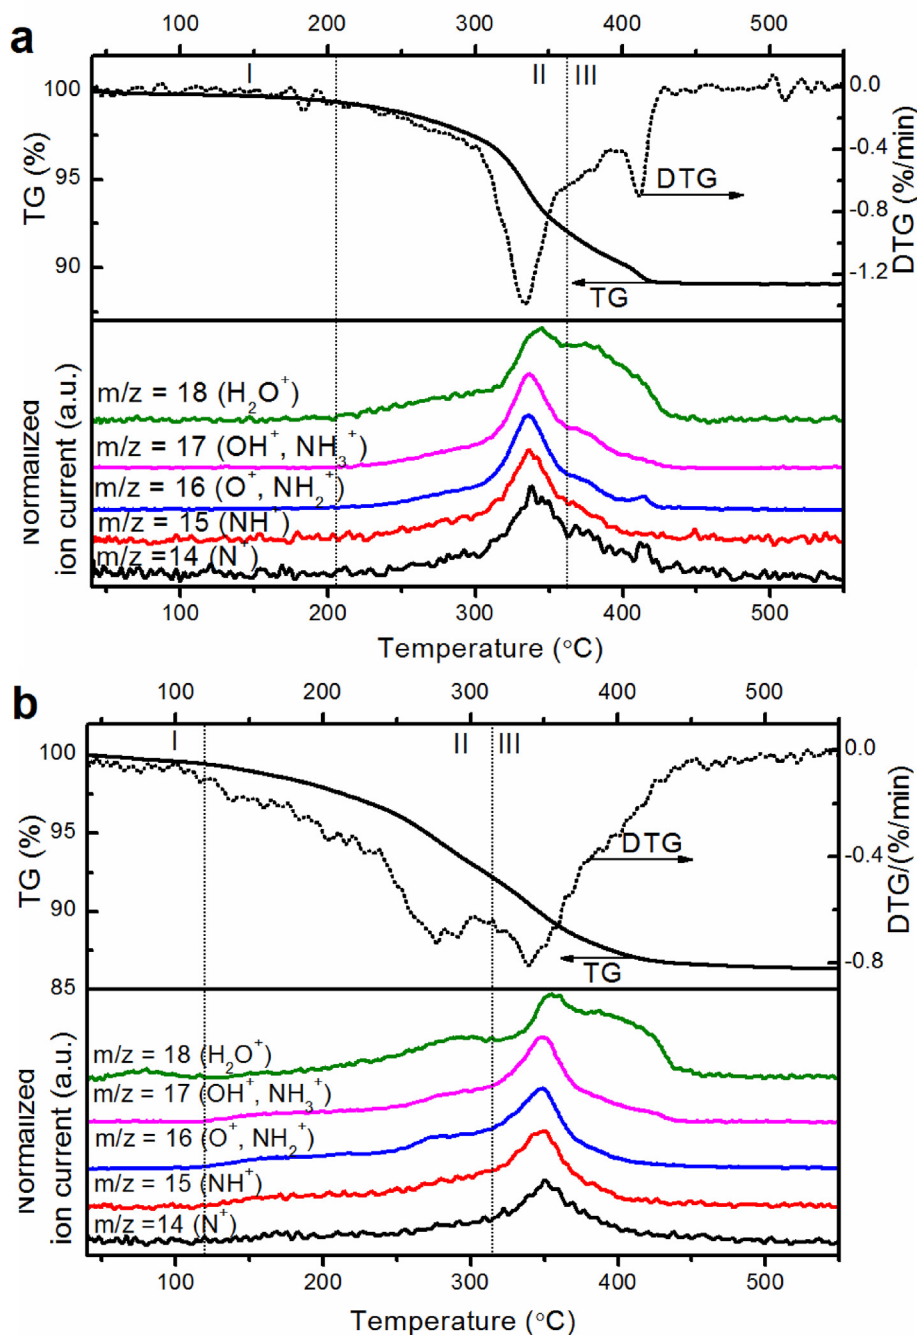 a
100 200 300 400 500
I II III
100
95
90
TG (%)
0.0
-0.4
-0.8
-1.2
DTG (%/min)
DTG
TG
m/z = 18 (H₂O⁺)
m/z = 17 (OH⁺, NH₃⁺)
m/z = 16 (O⁺, NH₂⁺)
m/z = 15 (NH⁺)
m/z =14 (N⁺)
Normalized
ion current (a.u.)
100 200 300 400 500
Temperature (°C)
b
100 200 300 400 500
I II III
100
95
90
85
TG (%)
0.0
-0.4
-0.8
DTG/(%/min)
DTG
TG
m/z = 18 (H₂O⁺)
m/z = 17 (OH⁺, NH₃⁺)
m/z = 16 (O⁺, NH₂⁺)
m/z = 15 (NH⁺)
m/z =14 (N⁺)
Normalized
ion current (a.u.)
100 200 300 400 500
Temperature (°C)